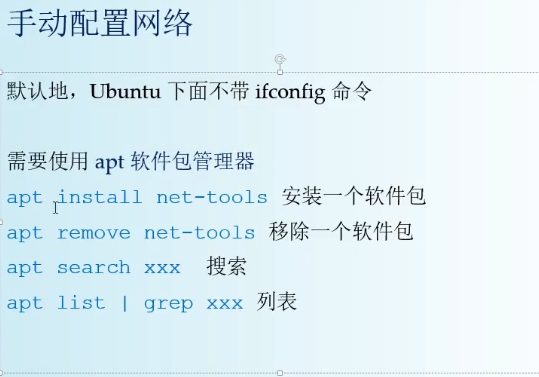 手动配置网络
默认地，Ubuntu 下面不带 ifconfig 命令
需要使用 apt 软件包管理器
apt install net-tools 安装一个软件包
apt remove net-tools 移除一个软件包
apt search xxx 搜索
apt list | grep xxx 列表